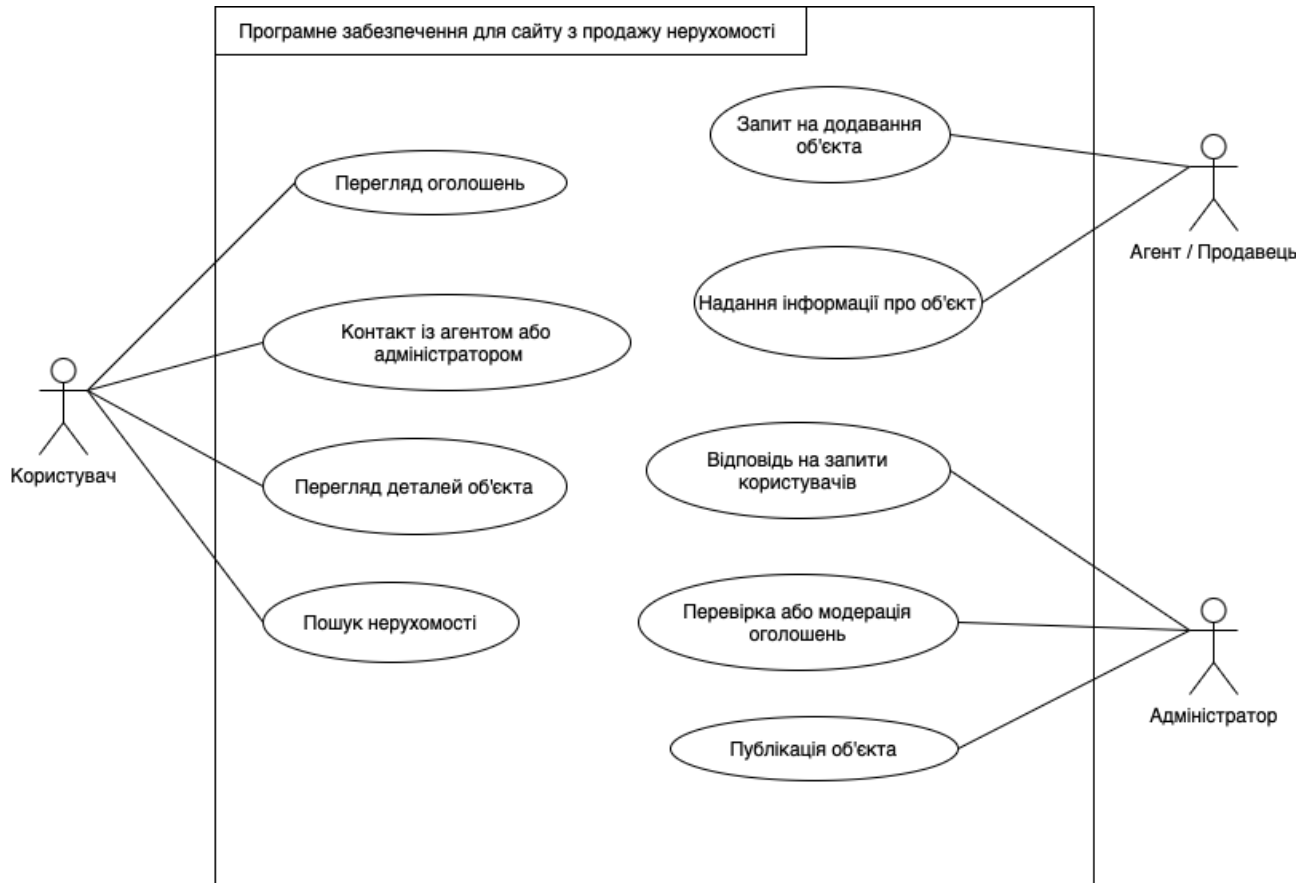 Програмне забезпечення для сайту з продажу нерухомості
Запит на додавання
об'єкта
Перегляд оголошень
Агент / Продавець
Надання інформації про об'єкт
Контакт із агентом або
адміністратором
Користувач
Відповідь на запити
користувачів
Перегляд деталей об'єкта
Пошук нерухомості
Перевірка або модерація
оголошень
Адміністратор
Публікація об'єкта